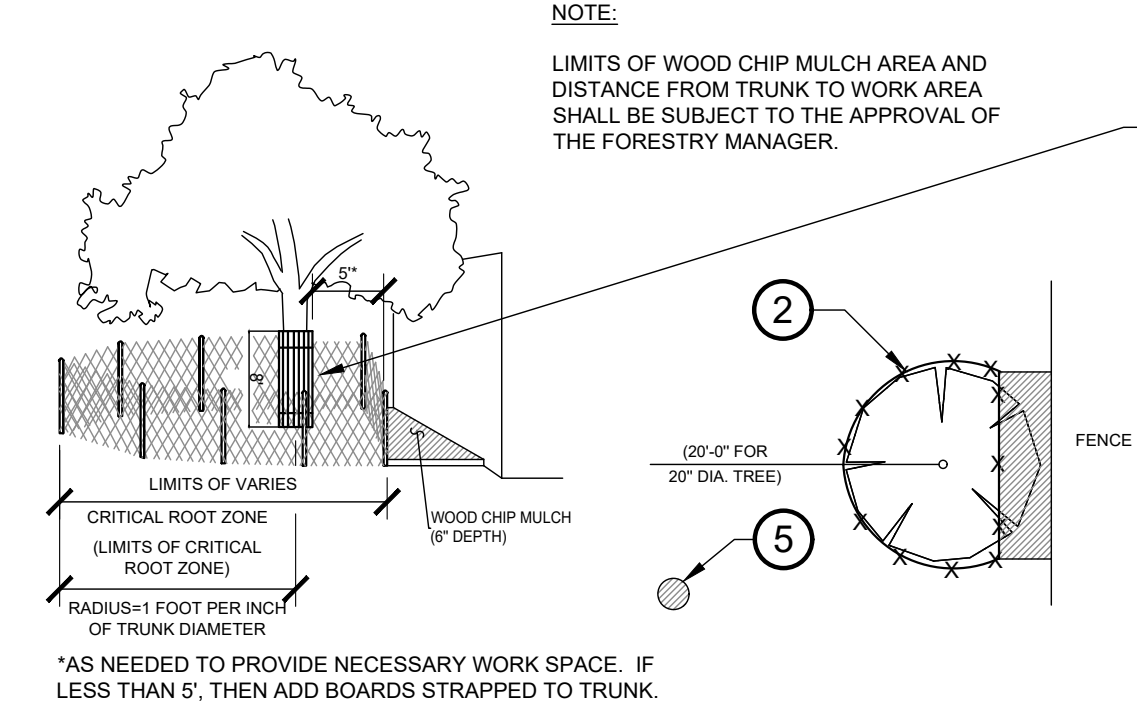 NOTE:
LIMITS OF WOOD CHIP MULCH AREA AND
DISTANCE FROM TRUNK TO WORK AREA
SHALL BE SUBJECT TO THE APPROVAL OF
THE FORESTRY MANAGER.
5'*
8'
LIMITS OF VARIES
CRITICAL ROOT ZONE
(LIMITS OF CRITICAL
ROOT ZONE)
RADIUS=1 FOOT PER INCH
OF TRUNK DIAMETER
WOOD CHIP MULCH
(6" DEPTH)
2
(20'-0" FOR
20" DIA. TREE)
FENCE
5
*AS NEEDED TO PROVIDE NECESSARY WORK SPACE. IF
LESS THAN 5', THEN ADD BOARDS STRAPPED TO TRUNK.